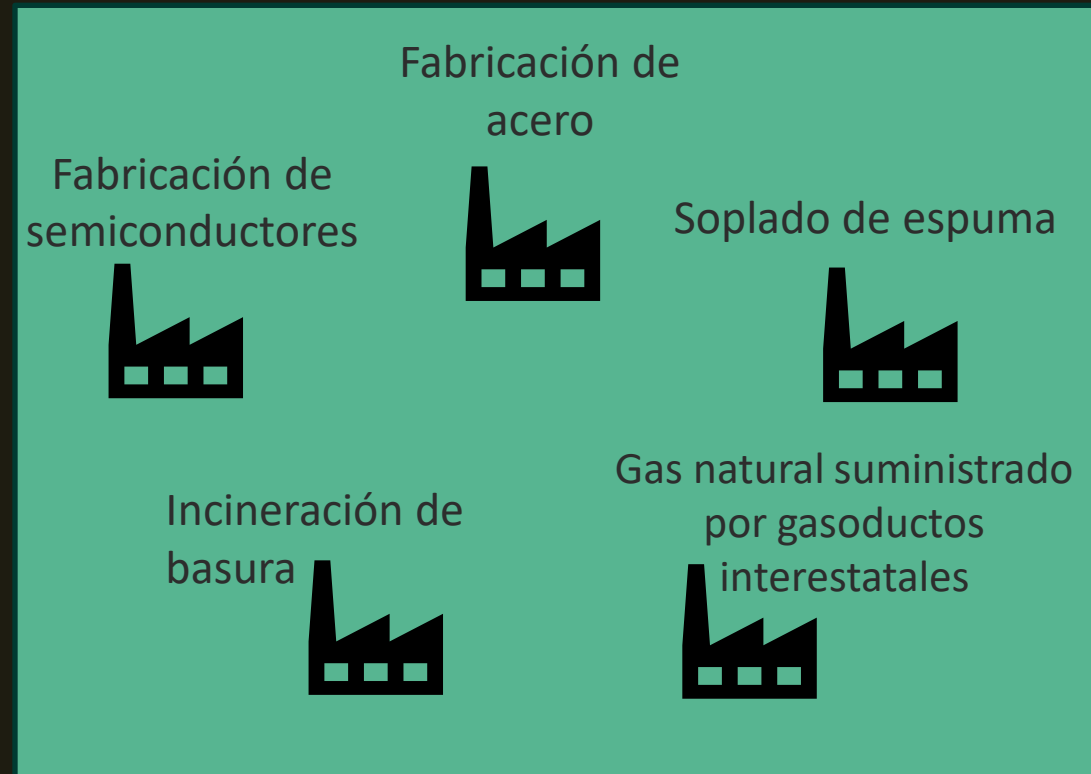 Fabricación de
acero
Fabricación de
semiconductores
Soplado de espuma
Incineración de
basura
Gas natural suministrado
por gasoductos
interestatales